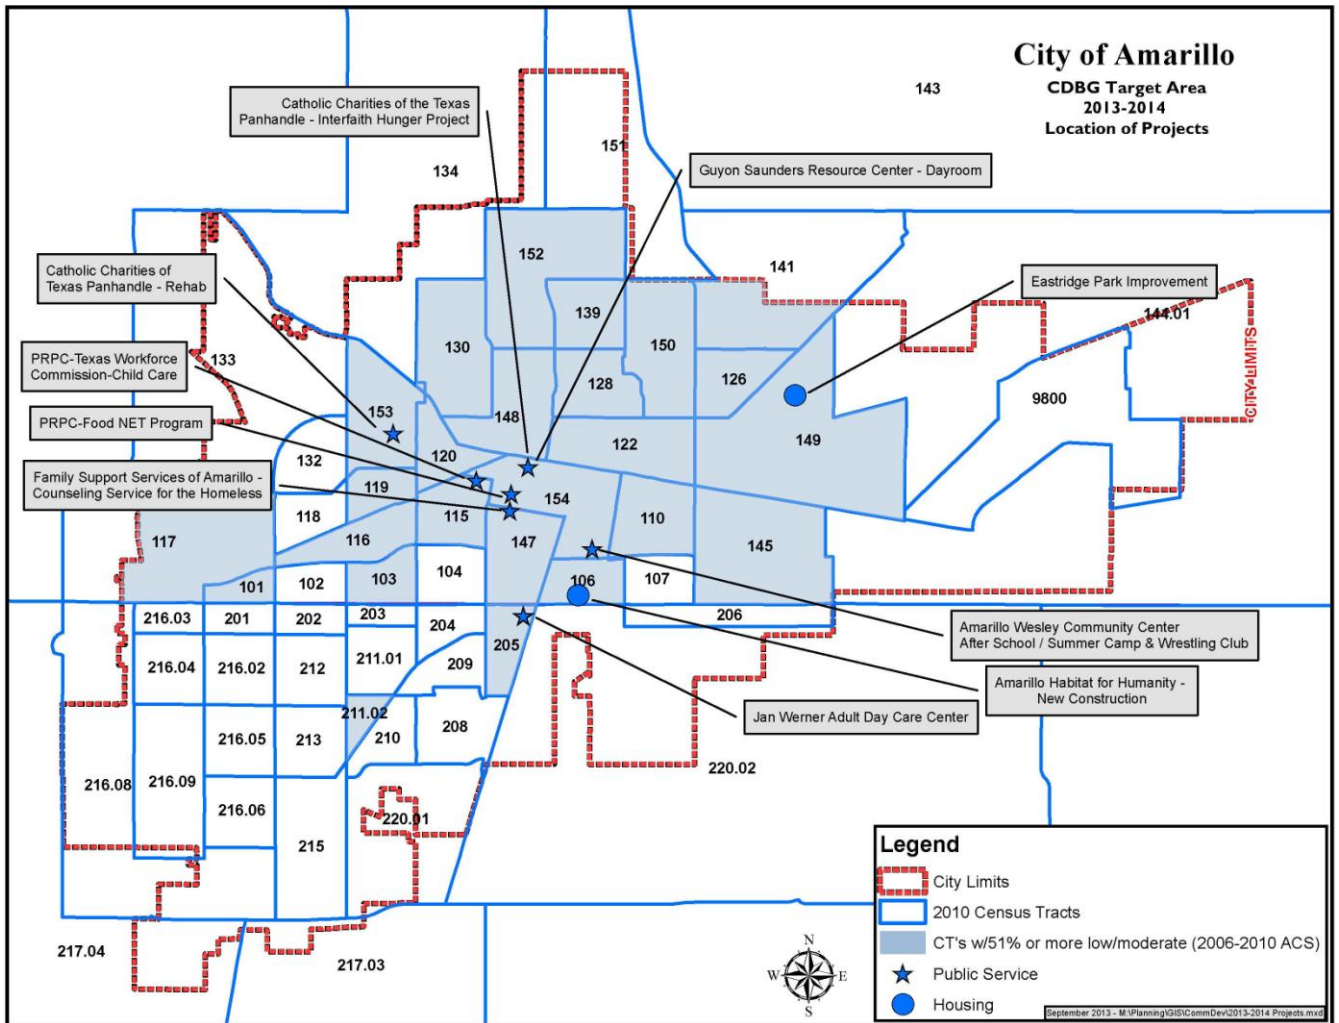 City of Amarillo
CDBG Target Area
2013-2014
Location of Projects
143
Catholic Charities of the Texas
Panhandle - Interfaith Hunger Project
151
134
Guyon Saunders Resource Center - Dayroom
152
141
Catholic Charities of
Texas Panhandle - Rehab
Eastridge Park Improvement
139
144.01
150
130
133
PRPC-Texas Workforce
Commission-Child Care
128
126
CITY LIMITS
9800
153
148
PRPC-Food NET Program
149
132
120
122
Family Support Services of Amarillo -
Counseling Service for the Homeless
119
154
118
115
110
117
116
147
145
104
101
102
103
106
107
216.03
201
202
203
206
204
Amarillo Wesley Community Center
After School / Summer Camp & Wrestling Club
216.04
216.02
212
211.01
209
205
Amarillo Habitat for Humanity -
New Construction
211.02
Jan Werner Adult Day Care Center
216.05
213
210
208
220.02
216.08
216.09
216.06
220.01
215
Legend
City Limits
2010 Census Tracts
CT's w/51% or more low/moderate (2006-2010 ACS)
Public Service
Housing
217.04
217.03
N
W
E
S
September 2013 - M:\Planning\GIS\CommDev\2013-2014 Projects.mxd